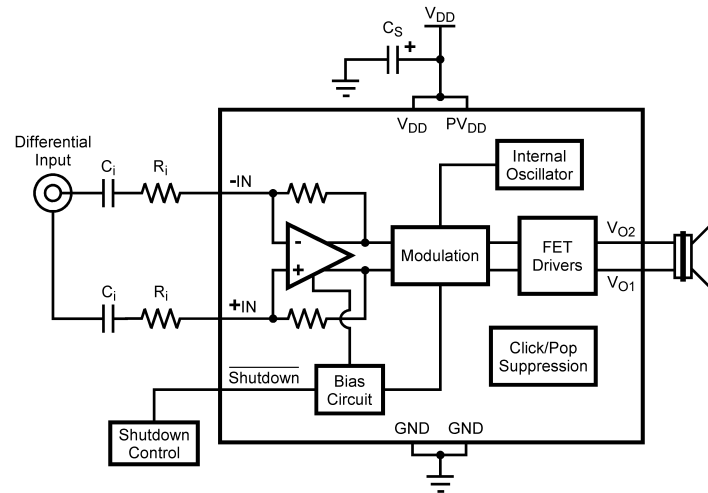 V_DD
C_S
+
V_DD PV_DD
Differential
Input
C_i R_i
-IN
Internal
Oscillator
-
+
Modulation
FET
Drivers
V_O2
V_O1
C_i R_i
+IN
Click/Pop
Suppression
Shutdown
Bias
Circuit
Shutdown
Control
GND GND